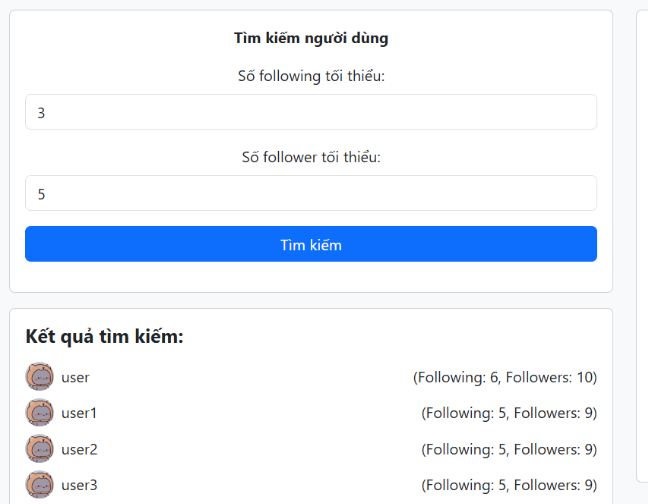 Tìm kiếm người dùng
Số following tối thiểu:
3
Số follower tối thiểu:
5
Tìm kiếm
Kết quả tìm kiếm:
user (Following: 6, Followers: 10)
user1 (Following: 5, Followers: 9)
user2 (Following: 5, Followers: 9)
user3 (Following: 5, Followers: 9)